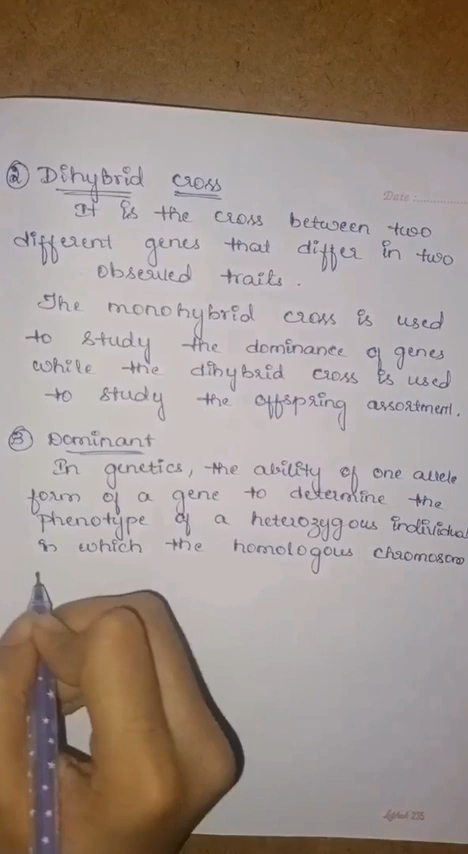 ② Dihybrid cross
Date :
It is the cross between two
different genes that differ in two
observed traits.
The monohybrid cross is used
to study the dominance of genes
while the dihybrid cross is used
to study the offspring assortment.
③ Dominant
In genetics, the ability of one allele
form of a gene to determine the
phenotype of a heterozygous individual
in which the homologous chromosom
235